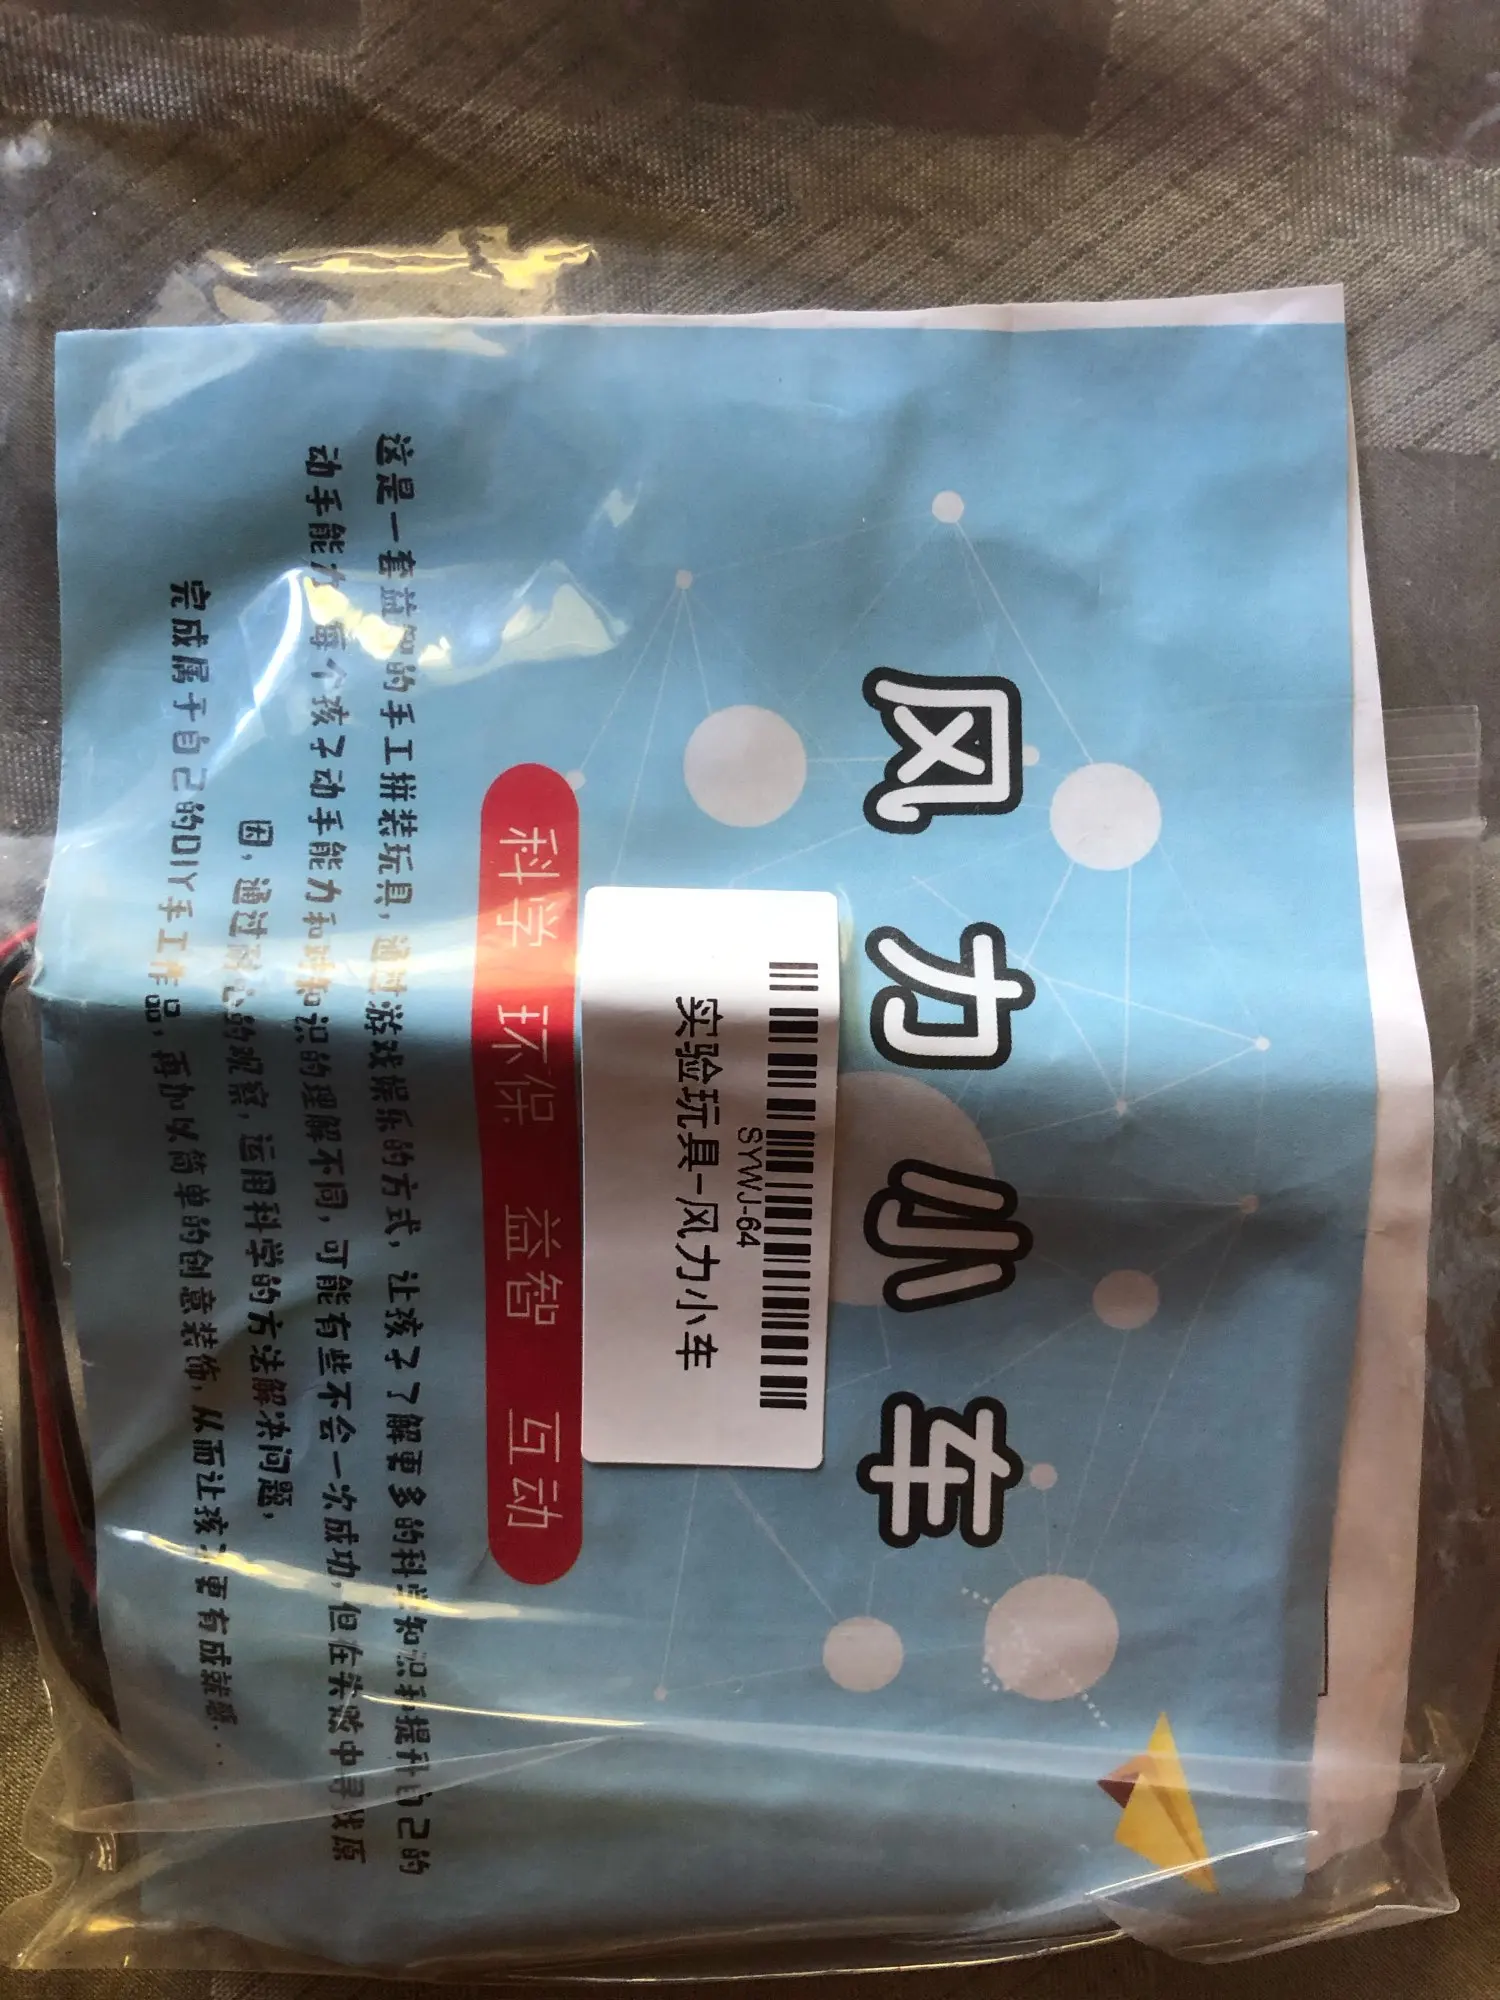 风力小车
SYWJ-64
实验玩具-风力小车
科学 环保 益智 互动
这是一套益智的手工拼装玩具,通过游戏娱乐的方式,让孩子了解更多的科学知识和提升自己的
动手能力每个孩子动手能力和对知识的理解不同,可能有些不会一次成功,但在失败中寻找原
因,通过耐心的观察,运用科学的方法解决问题,
完成属于自己的DIY手工作品,再加以简单的创意装饰,从而让孩子更有成就感...